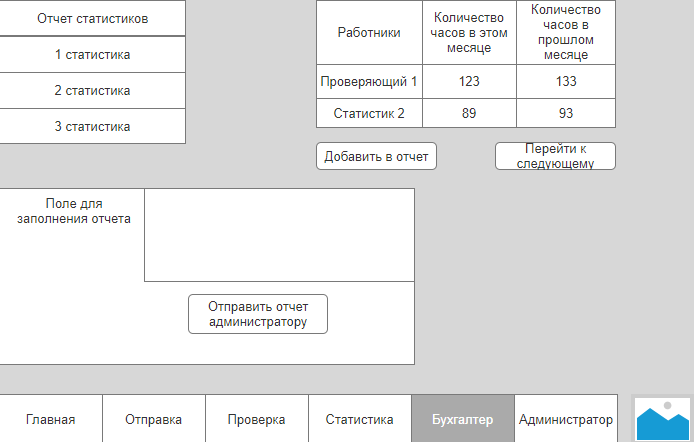 Отчет статистиков
1 статистика
2 статистика
3 статистика
Работники
Количество
часов в этом
месяце
Количество
часов в
прошлом
месяце
Проверяющий 1
123
133
Статистик 2
89
93
Добавить в отчет
Перейти к
следующему
Поле для
заполнения отчета
Отправить отчет
администратору
Главная
Отправка
Проверка
Статистика
Бухгалтер
Администратор